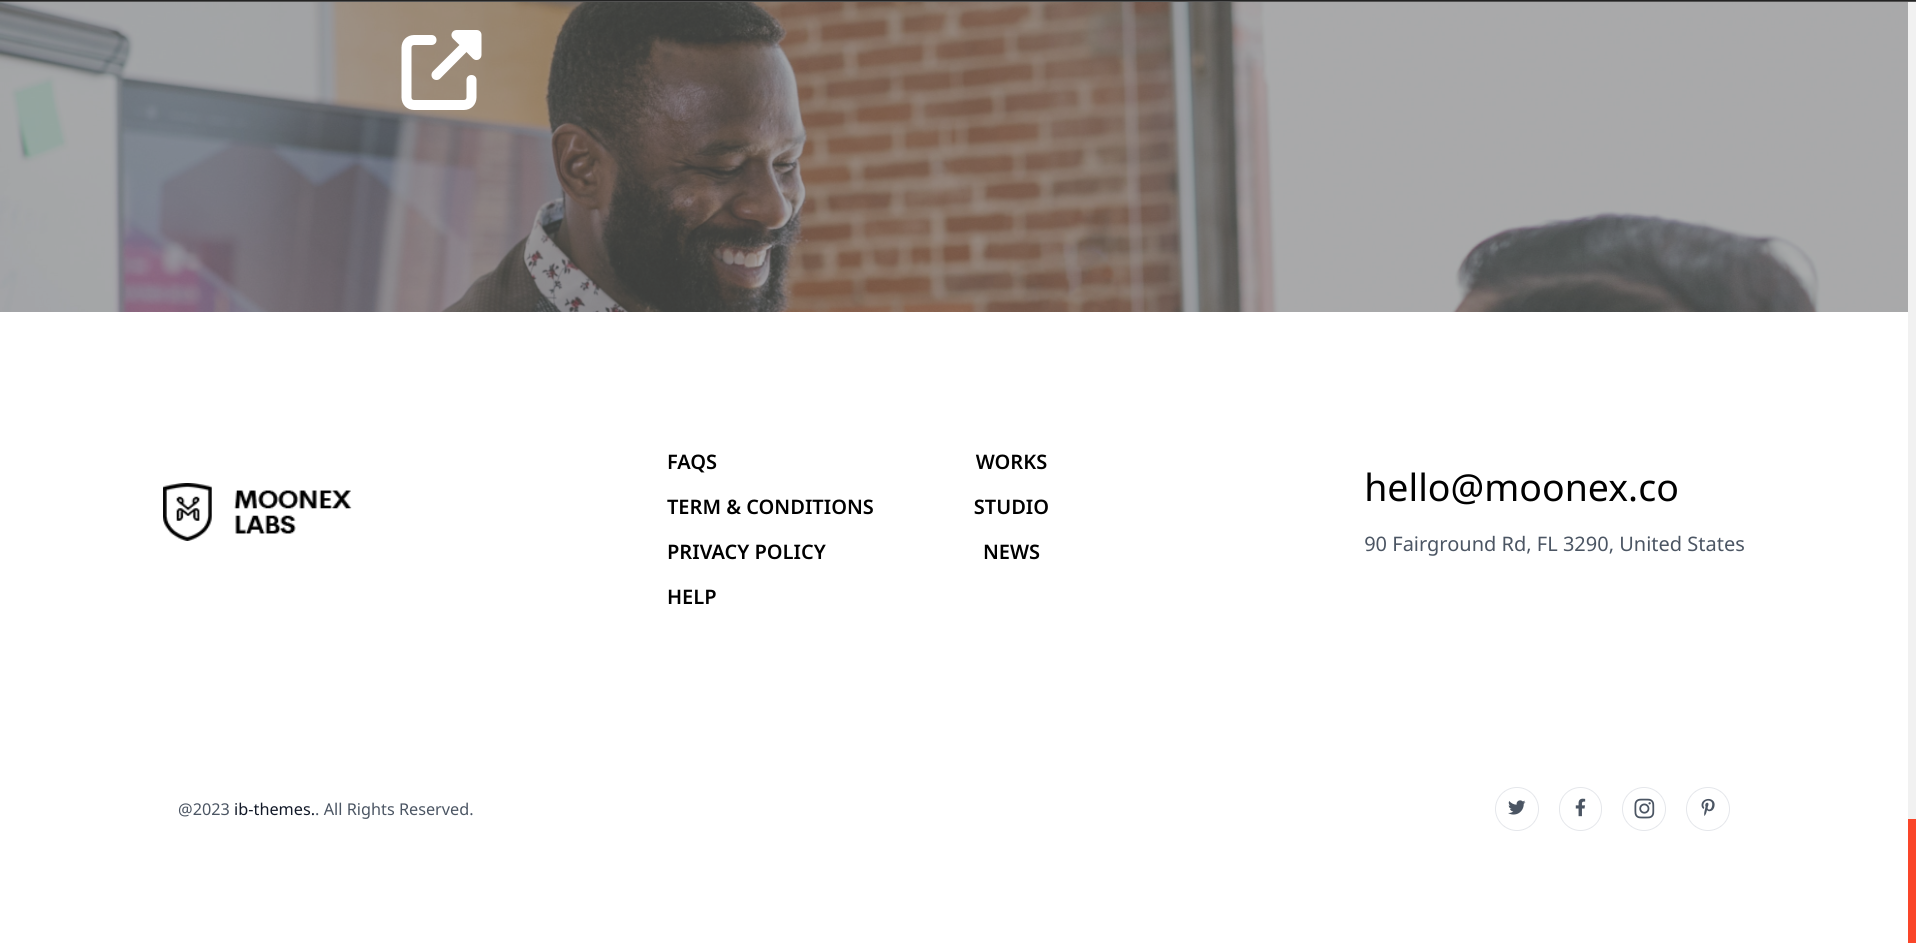 MOONEX
LABS
FAQS
TERM & CONDITIONS
PRIVACY POLICY
HELP
WORKS
STUDIO
NEWS
hello@moonex.co
90 Fairground Rd, FL 3290, United States
@2023 ib-themes.. All Rights Reserved.